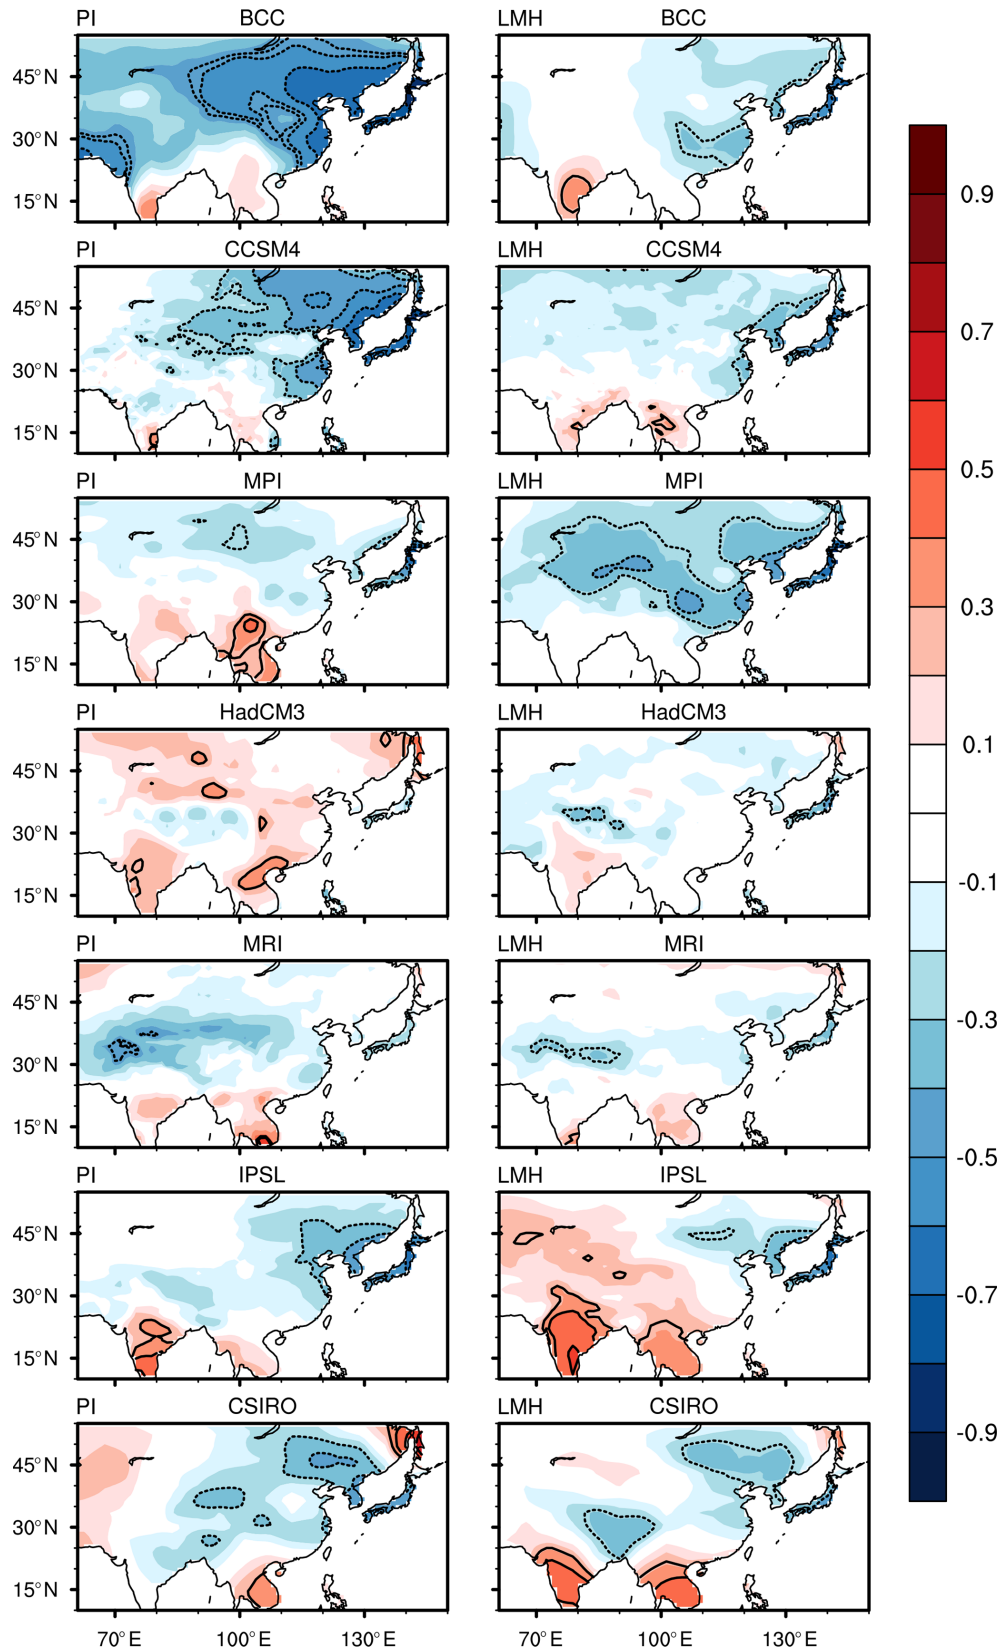 PI BCC LMH BCC
45°N
30°N
15°N
PI CCSM4 LMH CCSM4
45°N
30°N
15°N
PI MPI LMH MPI
45°N
30°N
15°N
PI HadCM3 LMH HadCM3
45°N
30°N
15°N
PI MRI LMH MRI
45°N
30°N
15°N
PI IPSL LMH IPSL
45°N
30°N
15°N
PI CSIRO LMH CSIRO
45°N
30°N
15°N
70°E 100°E 130°E 70°E 100°E 130°E
0.9
0.7
0.5
0.3
0.1
-0.1
-0.3
-0.5
-0.7
-0.9